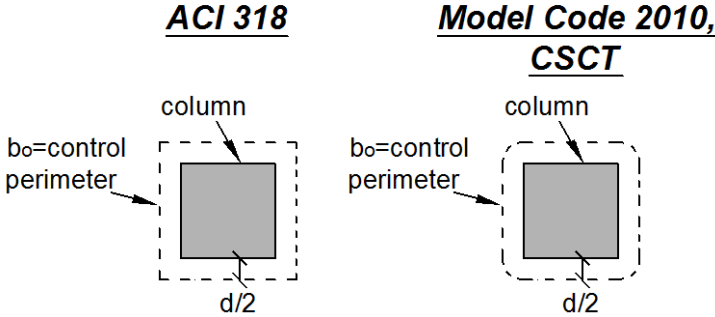 ACI 318
column
bo=control
perimeter
d/2
Model Code 2010,
CSCT
column
bo=control
perimeter
d/2